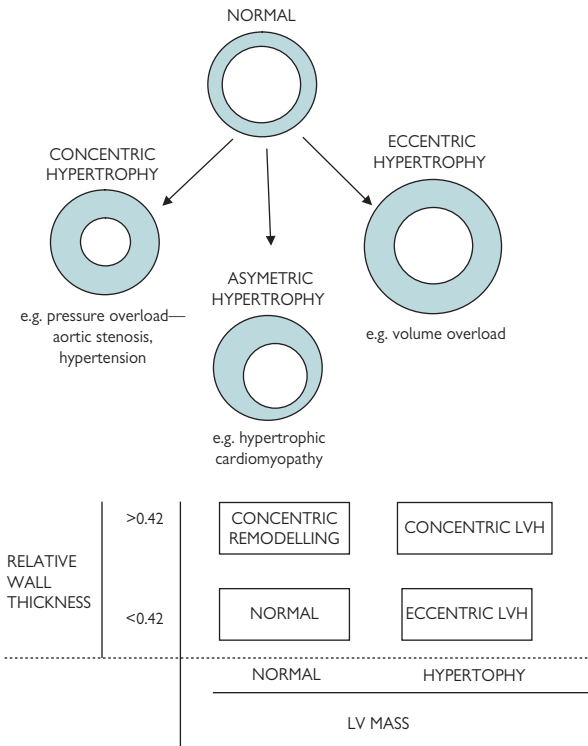 NORMAL
CONCENTRIC
HYPERTROPHY
ECCENTRIC
HYPERTROPHY
ASYMETRIC
HYPERTROPHY
e.g. pressure overload—
aortic stenosis,
hypertension
e.g. volume overload
e.g. hypertrophic
cardiomyopathy
RELATIVE
WALL
THICKNESS
>0.42
CONCENTRIC
REMODELLING
CONCENTRIC LVH
<0.42
NORMAL
ECCENTRIC LVH
NORMAL
HYPERTOPHY
LV MASS